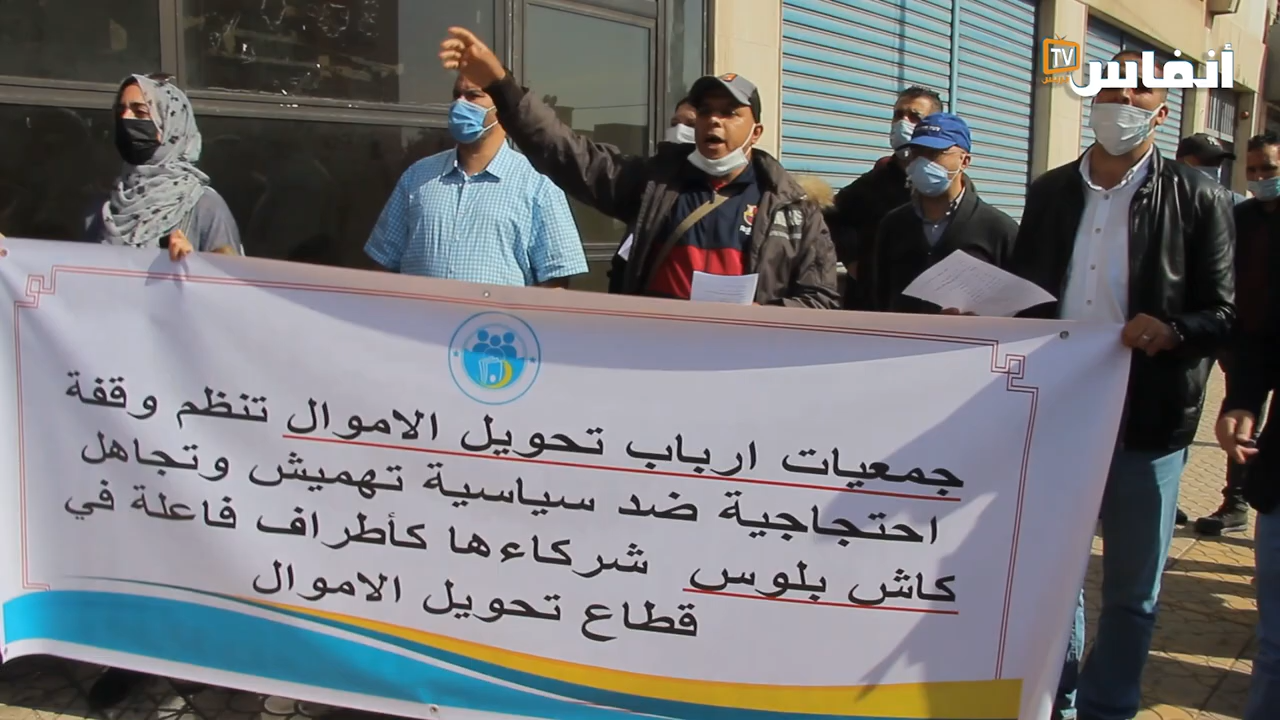 أنفاس
TV
جمعيات ارباب تحويل الاموال تنظم وقفة
احتجاجية ضد سياسية تهميش وتجاهل
كاش بلوس شركاءها كأطراف فاعلة في
قطاع تحويل الاموال